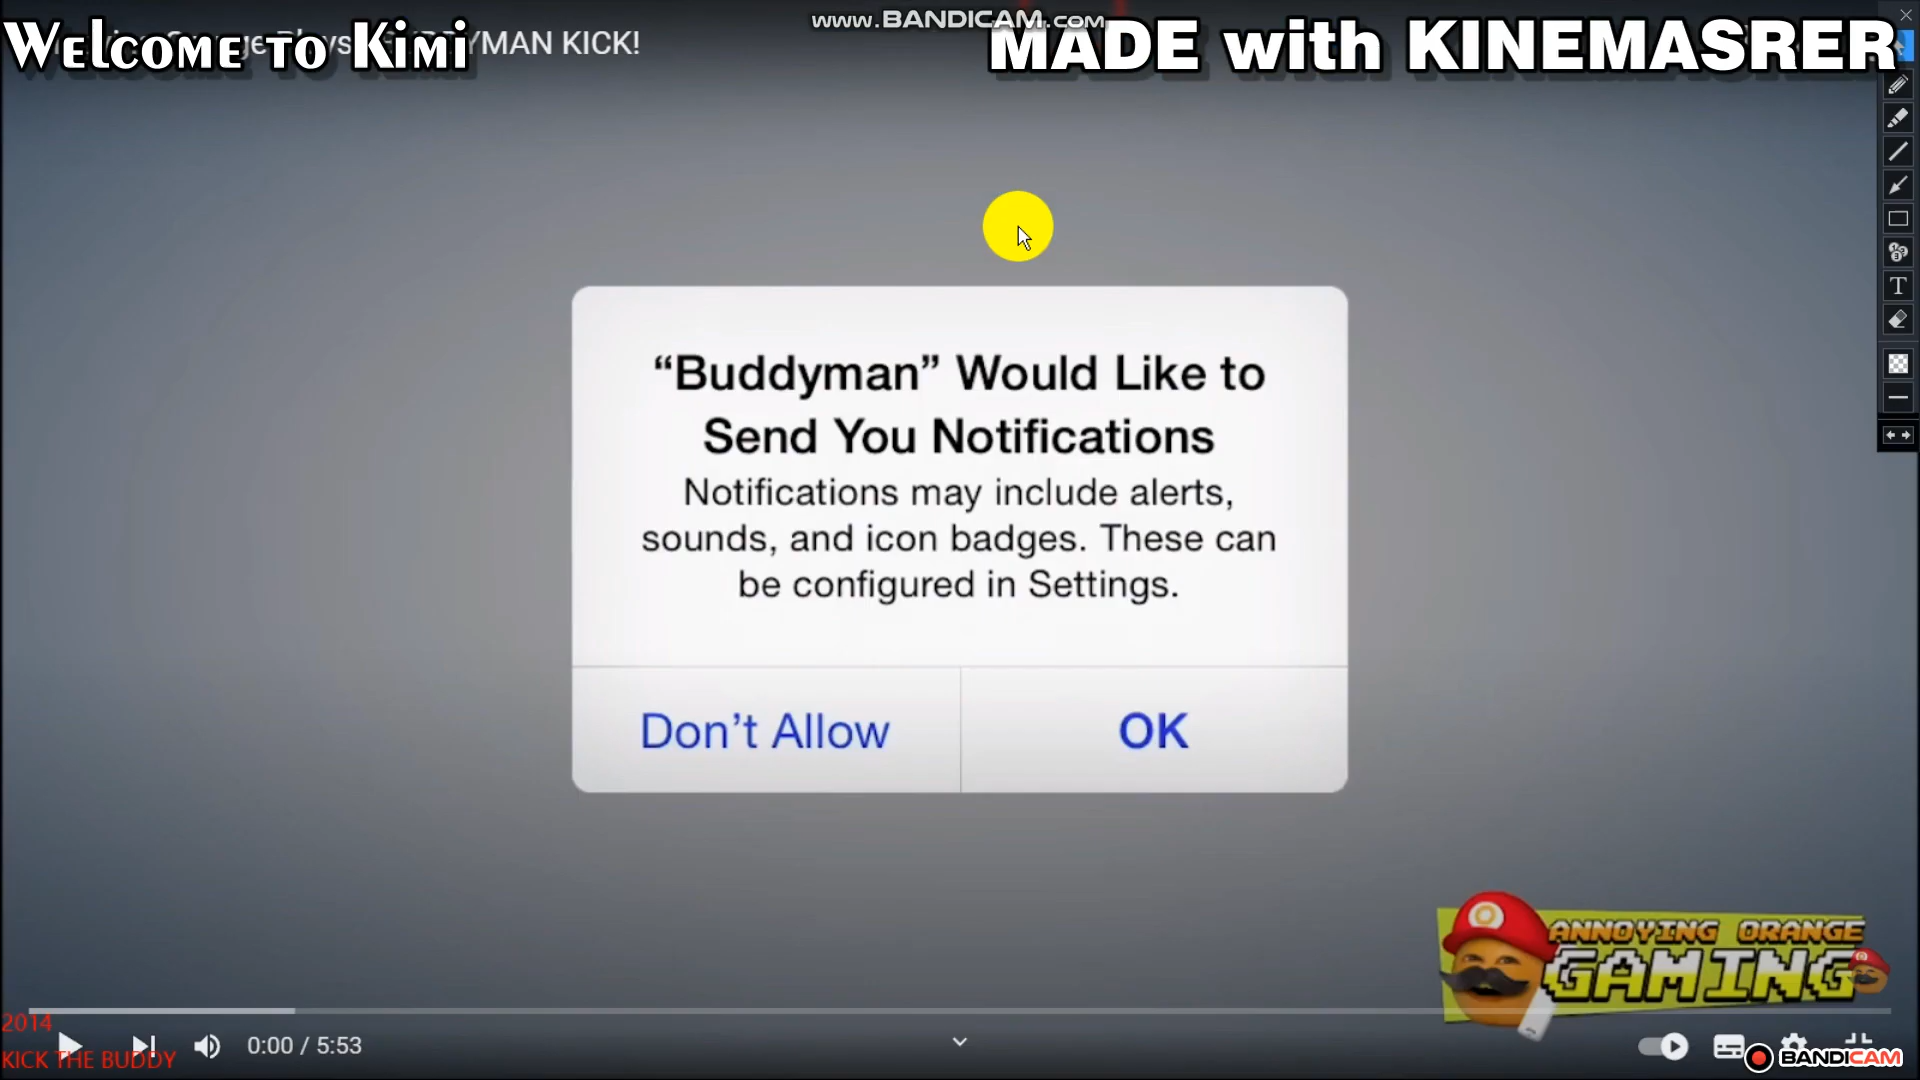 www.BANDICAM.com
Welcome to Kimi
YMAN KICK!
MADE with KINEMASRER
“Buddyman” Would Like to
Send You Notifications
Notifications may include alerts,
sounds, and icon badges. These can
be configured in Settings.
Don’t Allow
OK
ANNOYING ORANGE
GAMING
2014
0:00 / 5:53
KICK THE BUDDY
BANDICAM